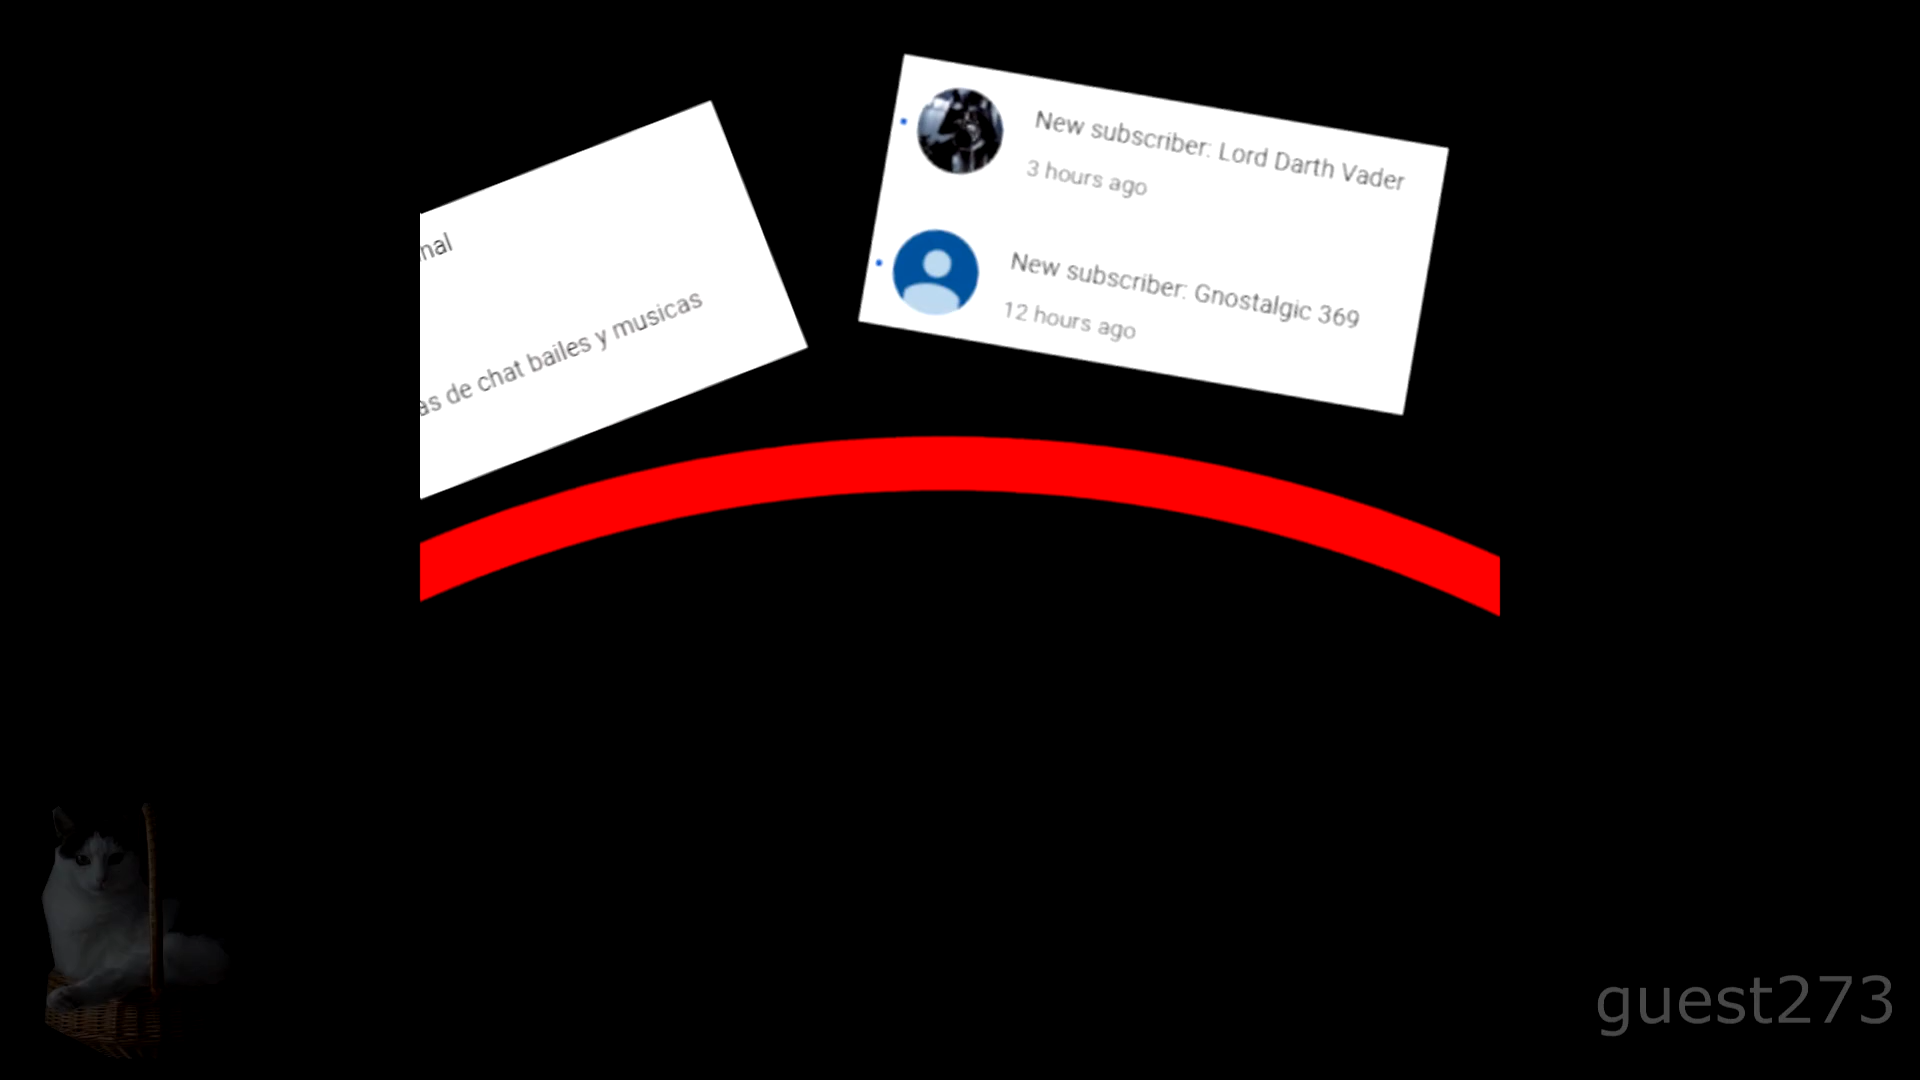 nal
de chat bailes y musicas
New subscriber: Lord Darth Vader
3 hours ago
New subscriber: Gnostalgic 369
12 hours ago
guest273